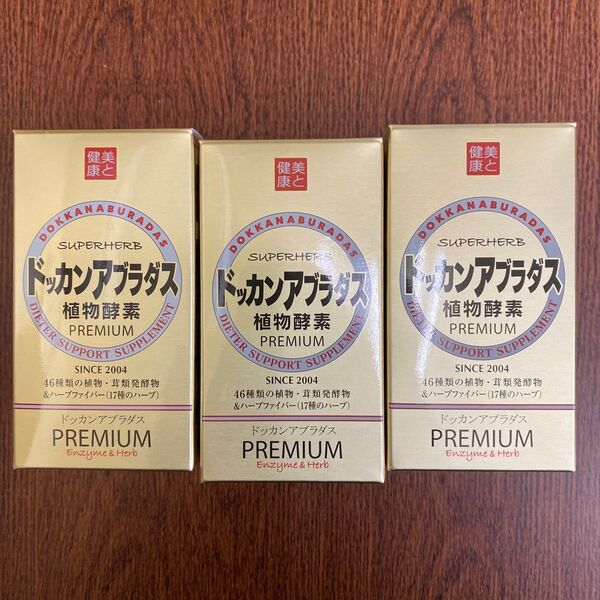 美と
健康
DOKKANABURADAS
SUPERHERB
ドッカンアブラダス
植物酵素
PREMIUM
DIETER SUPPORT SUPPLEMENT
SINCE 2004
46種類の植物・茸類発酵物
&ハーブファイバー(17種のハーブ)
ドッカンアブラダス
PREMIUM
Enzyme & Herb
美と
健康
DOKKANABURADAS
SUPERHERB
ドッカンアブラダス
植物酵素
PREMIUM
DIETER SUPPORT SUPPLEMENT
SINCE 2004
46種類の植物・茸類発酵物
&ハーブファイバー(17種のハーブ)
ドッカンアブラダス
PREMIUM
Enzyme & Herb
美と
健康
DOKKANABURADAS
SUPERHERB
ドッカンアブラダス
植物酵素
PREMIUM
DIETER SUPPORT SUPPLEMENT
SINCE 2004
46種類の植物・茸類発酵物
&ハーブファイバー(17種のハーブ)
ドッカンアブラダス
PREMIUM
Enzyme & Herb